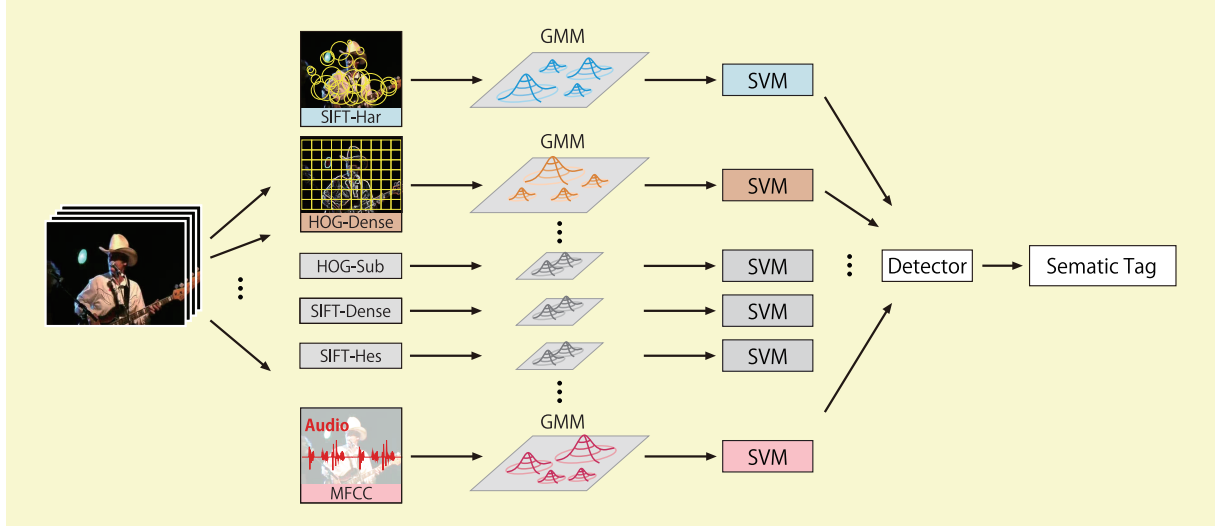 GMM
SIFT-Har
SVM
GMM
HOG-Dense
SVM
HOG-Sub
SVM
SIFT-Dense
SVM
SIFT-Hes
SVM
Detector
Sematic Tag
GMM
Audio
MFCC
SVM